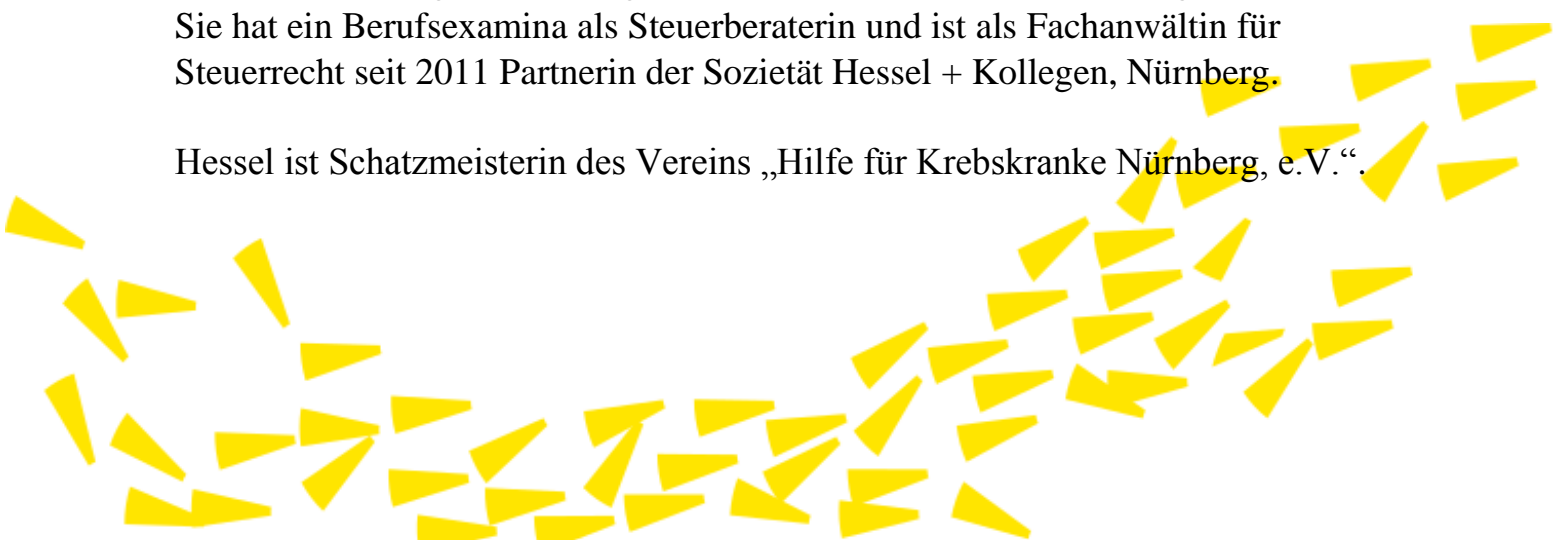 Sie hat ein Berufsexamina als Steuerberaterin und ist als Fachanwältin für
Steuerrecht seit 2011 Partnerin der Sozietät Hessel + Kollegen, Nürnberg.
Hessel ist Schatzmeisterin des Vereins „Hilfe für Krebskranke Nürnberg, e.V.“.